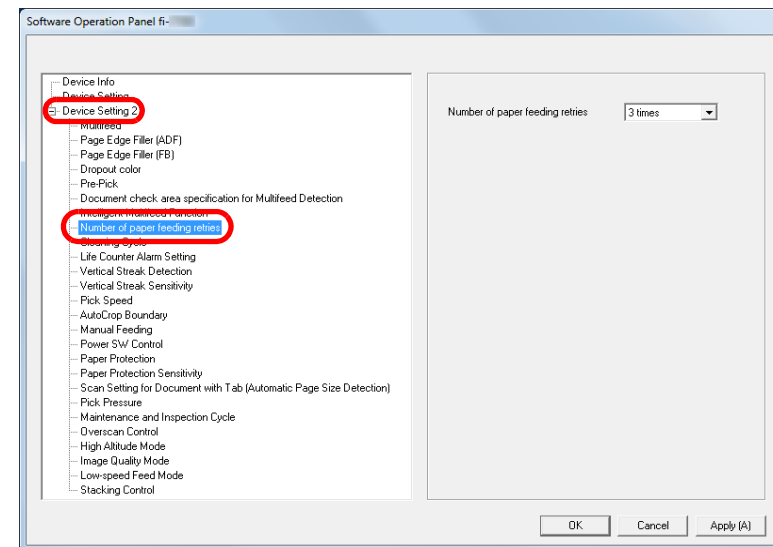 Software Operation Panel fi-
Device Info
Device Setting
Device Setting 2
Multifeed
Page Edge Filler (ADF)
Page Edge Filler (FB)
Dropout color
Pre-Pick
Document check area specification for Multifeed Detection
Intelligent Multifeed Function
Number of paper feeding retries
Cleaning Cycle
Life Counter Alarm Setting
Vertical Streak Detection
Vertical Streak Sensitivity
Pick Speed
AutoCrop Boundary
Manual Feeding
Power SW Control
Paper Protection
Paper Protection Sensitivity
Scan Setting for Document with Tab (Automatic Page Size Detection)
Pick Pressure
Maintenance and Inspection Cycle
Overscan Control
High Altitude Mode
Image Quality Mode
Low-speed Feed Mode
Stacking Control
Number of paper feeding retries 3 times
OK Cancel Apply (A)